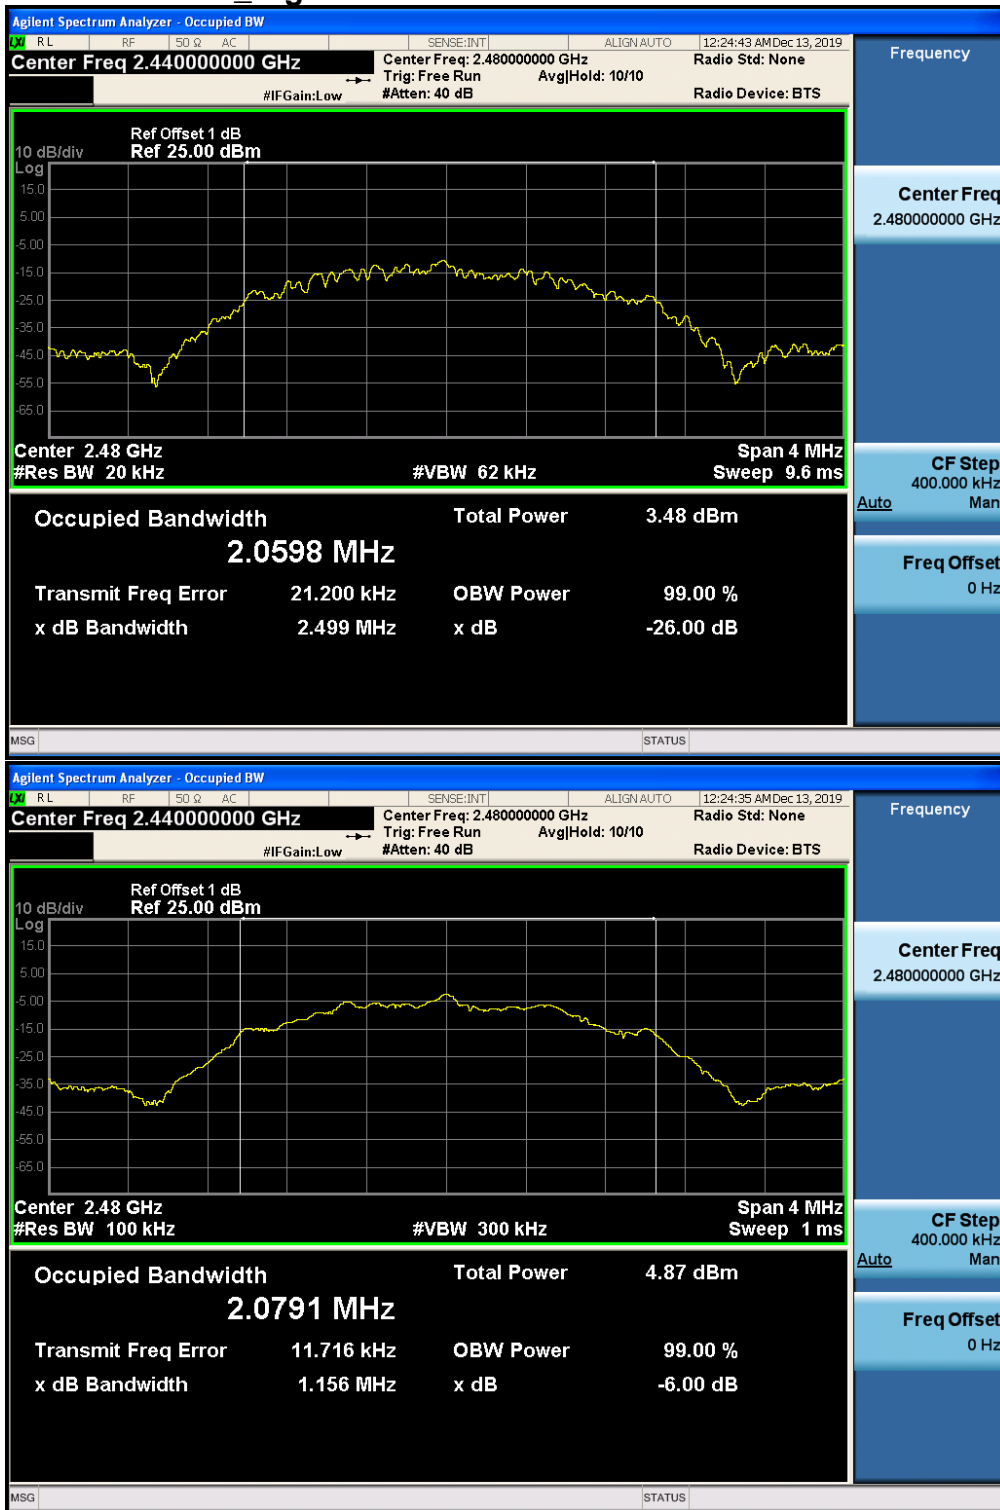 Agilent Spectrum Analyzer - Occupied BW
LXI RL RF 50 Ω AC SENSE:INT ALIGN AUTO 12:24:43 AM Dec 13, 2019
Center Freq 2.440000000 GHz Center Freq: 2.480000000 GHz Radio Std: None Frequency
Trig: Free Run Avg|Hold: 10/10
#IFGain:Low #Atten: 40 dB Radio Device: BTS
Ref Offset 1 dB
10 dB/div Ref 25.00 dBm
Log
15.0
5.00
-5.00
-15.0
-25.0
-35.0
-45.0
-55.0
-65.0
Center Freq
2.480000000 GHz
Center 2.48 GHz Span 4 MHz
#Res BW 20 kHz #VBW 62 kHz Sweep 9.6 ms
CF Step
400.000 kHz
Auto Man
Occupied Bandwidth Total Power 3.48 dBm
2.0598 MHz
Freq Offset
0 Hz
Transmit Freq Error 21.200 kHz OBW Power 99.00 %
x dB Bandwidth 2.499 MHz x dB -26.00 dB
MSG STATUS
Agilent Spectrum Analyzer - Occupied BW
LXI RL RF 50 Ω AC SENSE:INT ALIGN AUTO 12:24:35 AM Dec 13, 2019
Center Freq 2.440000000 GHz Center Freq: 2.480000000 GHz Radio Std: None Frequency
Trig: Free Run Avg|Hold: 10/10
#IFGain:Low #Atten: 40 dB Radio Device: BTS
Ref Offset 1 dB
10 dB/div Ref 25.00 dBm
Log
15.0
5.00
-5.00
-15.0
-25.0
-35.0
-45.0
-55.0
-65.0
Center Freq
2.480000000 GHz
Center 2.48 GHz Span 4 MHz
#Res BW 100 kHz #VBW 300 kHz Sweep 1 ms
CF Step
400.000 kHz
Auto Man
Occupied Bandwidth Total Power 4.87 dBm
2.0791 MHz
Freq Offset
0 Hz
Transmit Freq Error 11.716 kHz OBW Power 99.00 %
x dB Bandwidth 1.156 MHz x dB -6.00 dB
MSG STATUS